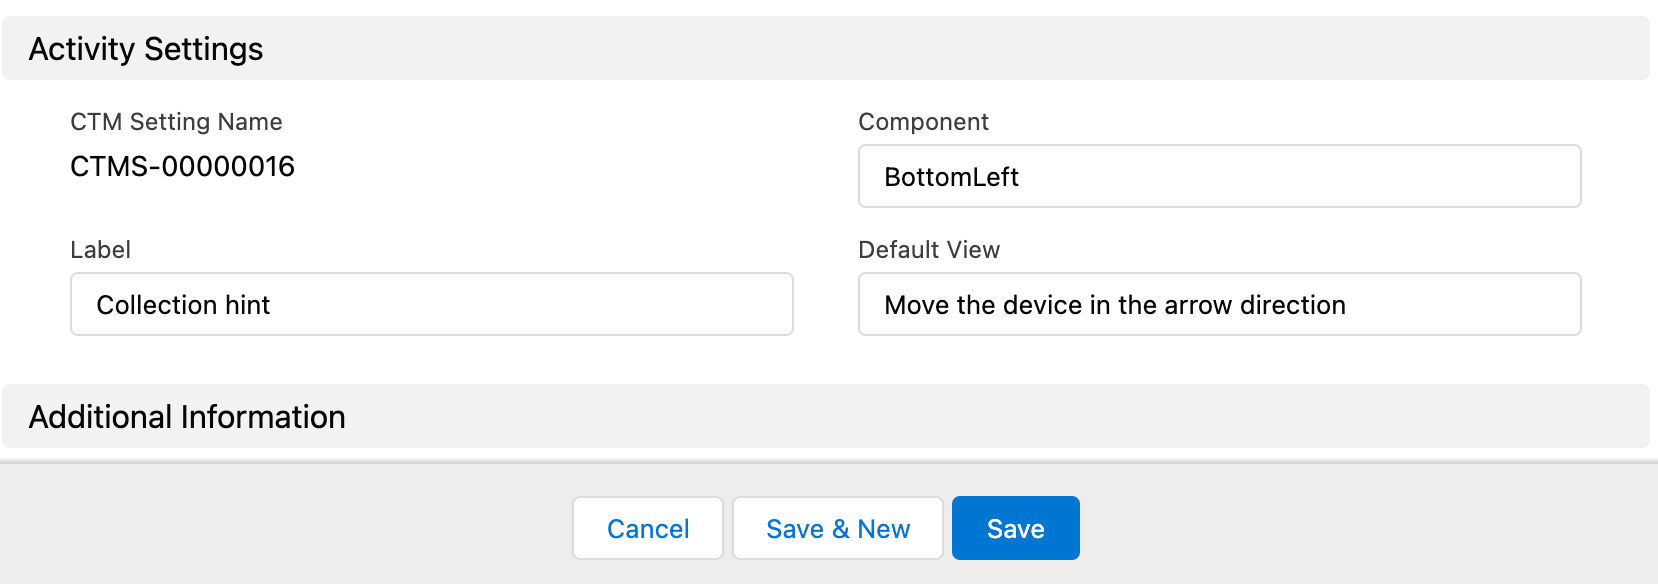 Activity Settings
CTM Setting Name
CTMS-00000016
Component
BottomLeft
Label
Collection hint
Default View
Move the device in the arrow direction
Additional Information
Cancel
Save & New
Save